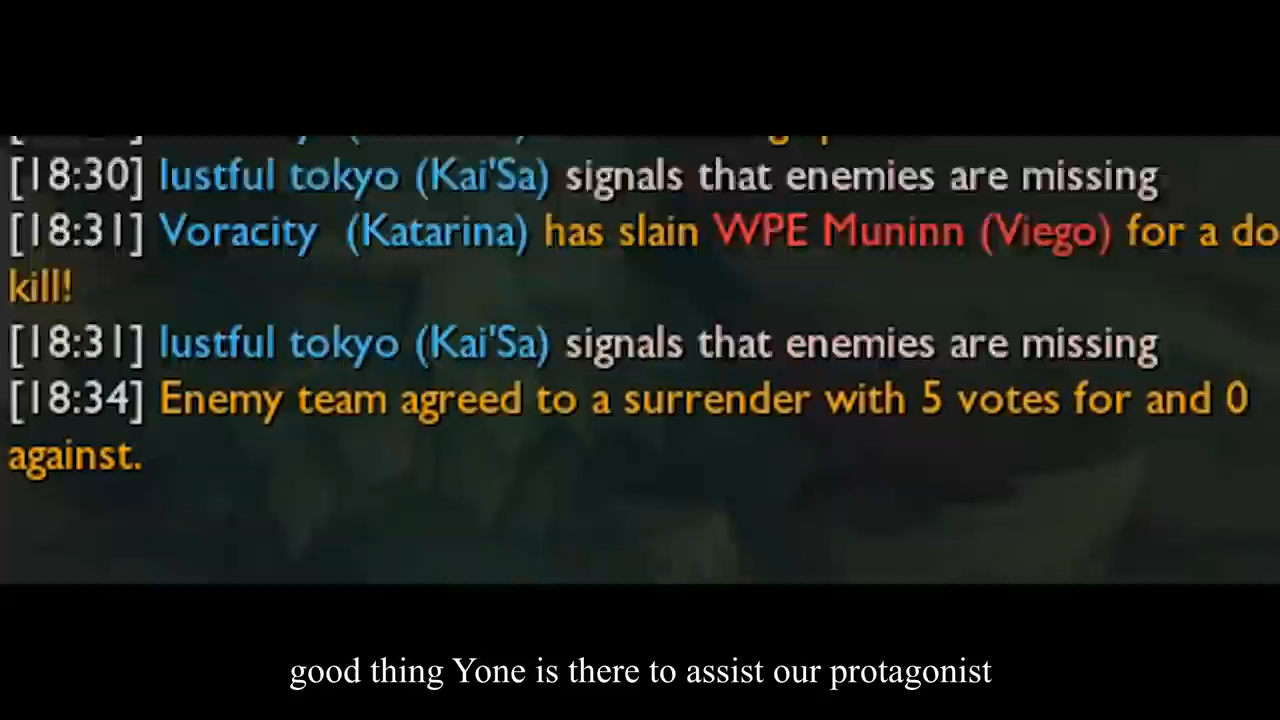 [18:30] lustful tokyo (Kai'Sa) signals that enemies are missing
[18:31] Voracity (Katarina) has slain WPE Muninn (Viego) for a do
kill!
[18:31] lustful tokyo (Kai'Sa) signals that enemies are missing
[18:34] Enemy team agreed to a surrender with 5 votes for and 0
against.
good thing Yone is there to assist our protagonist